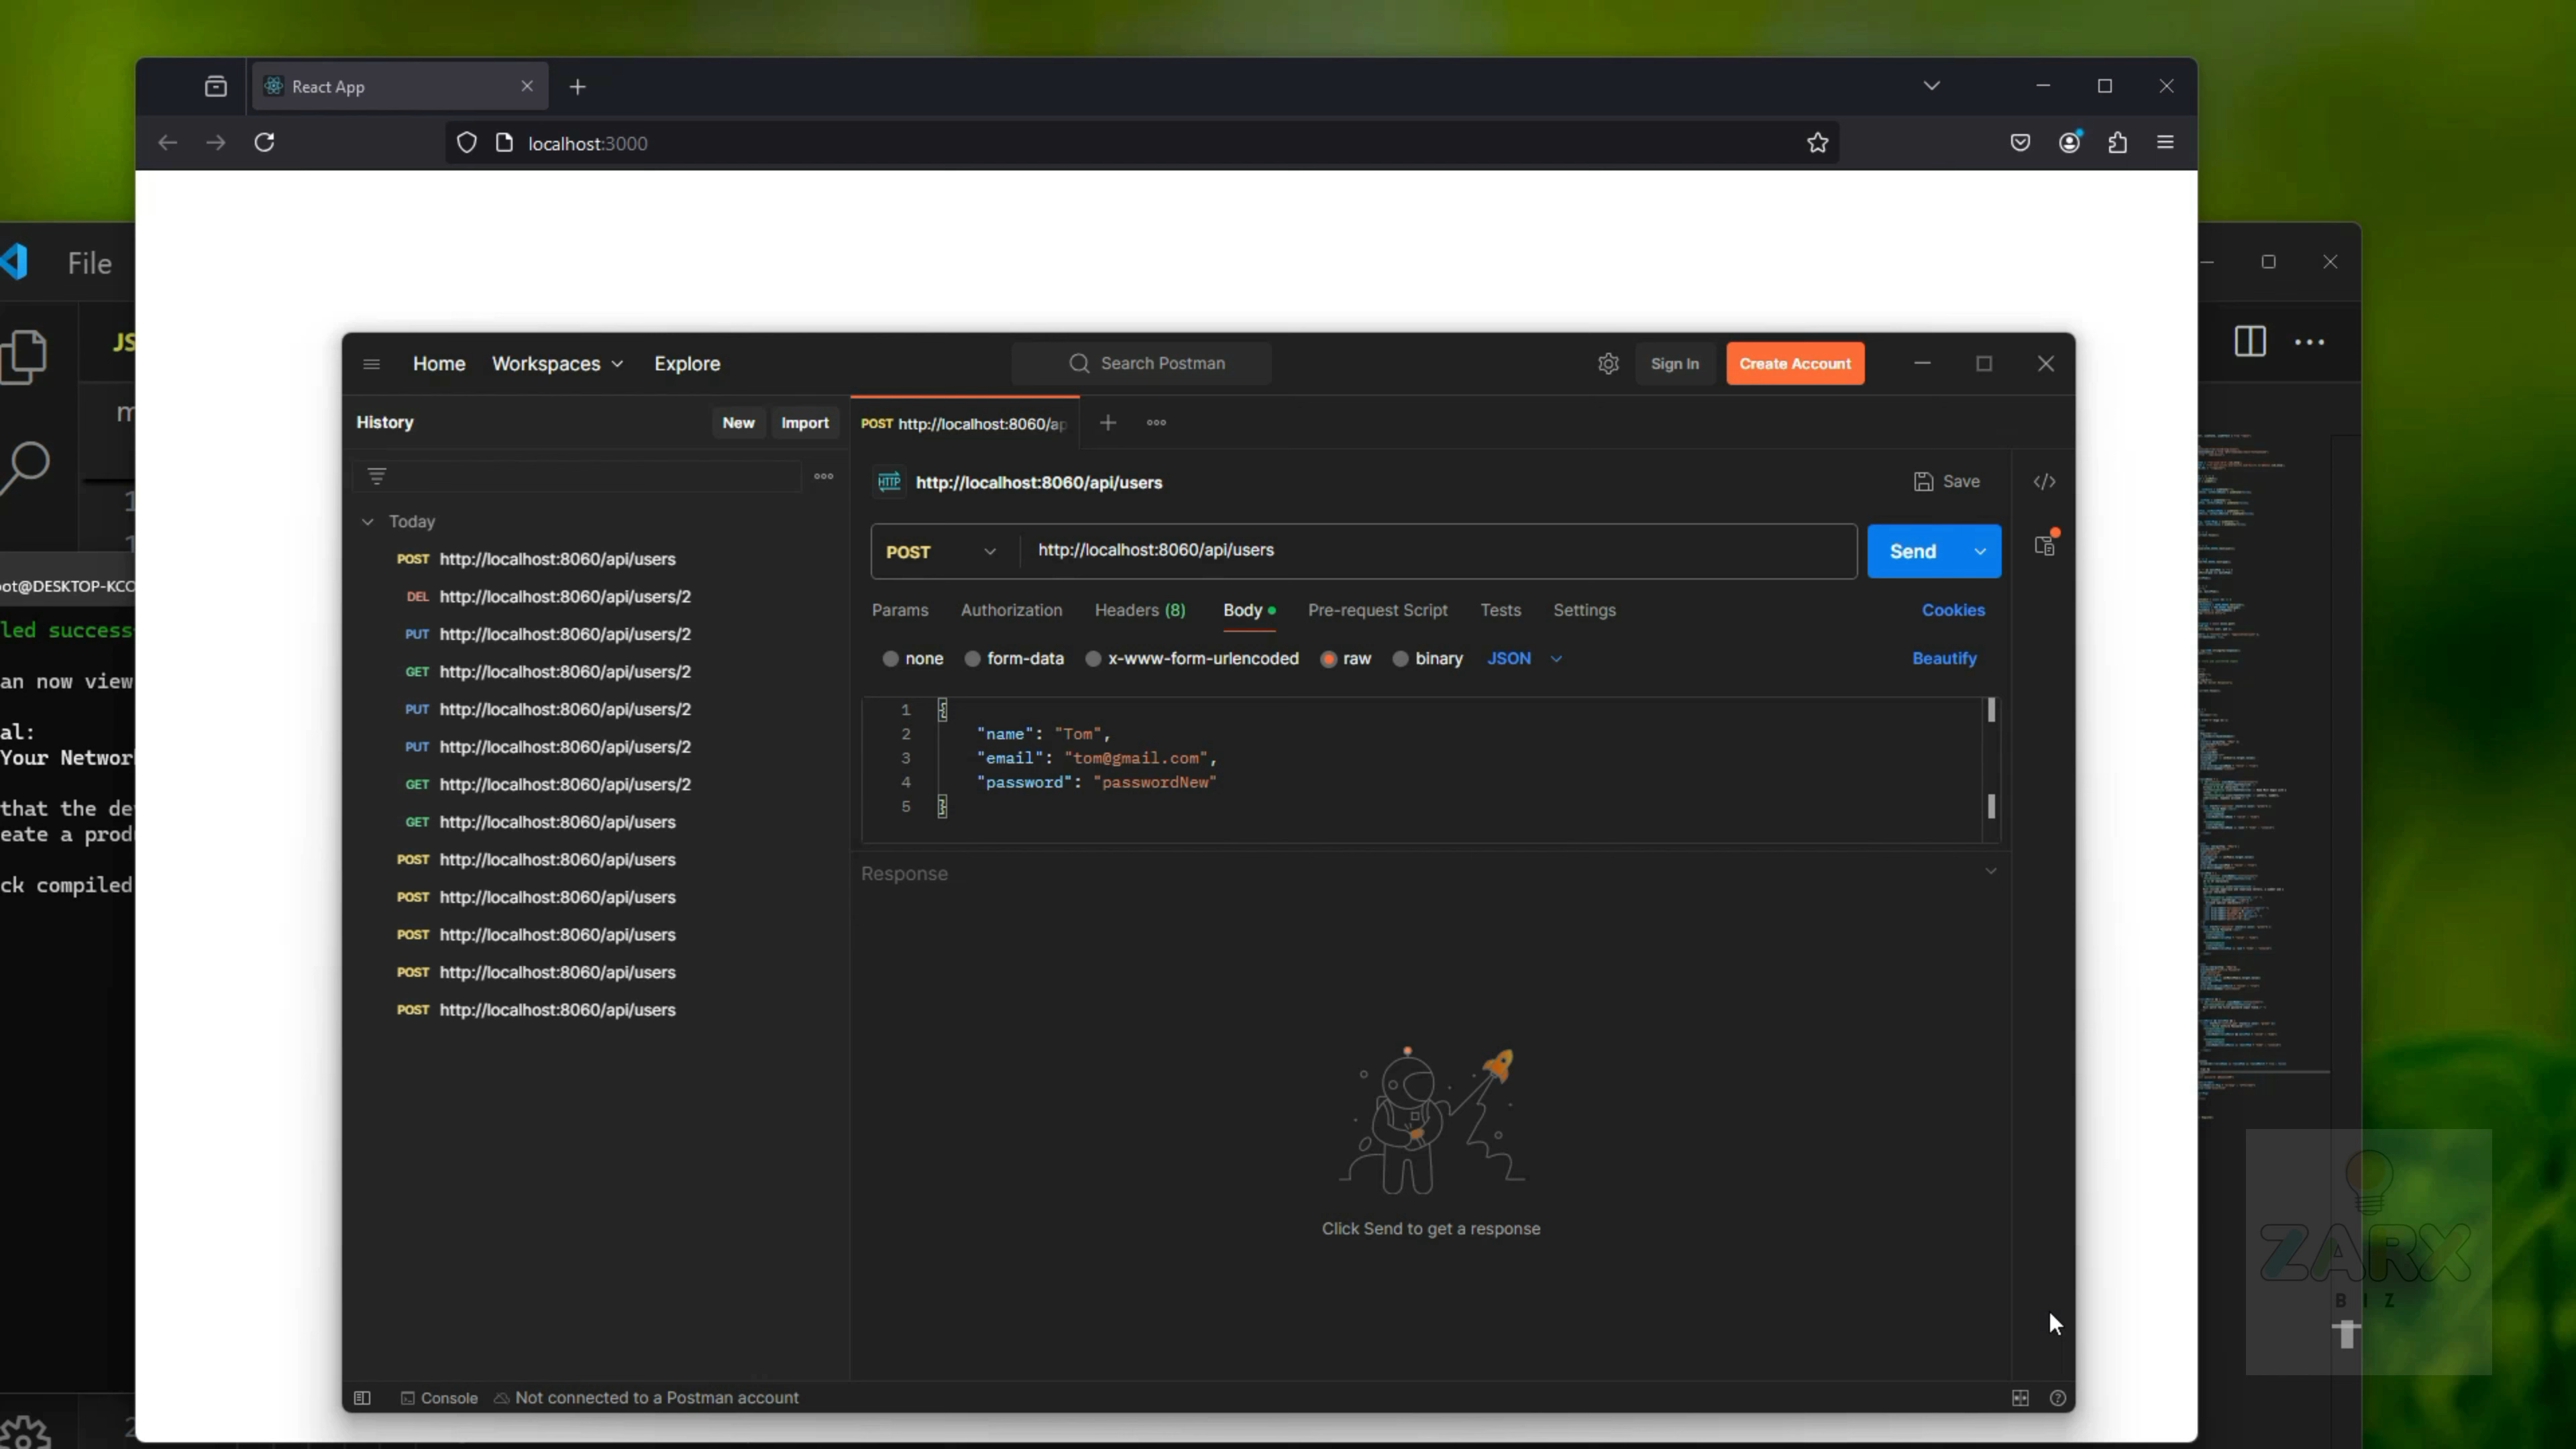 React App
localhost:3000
File
JS
Home Workspaces Explore
Search Postman
Sign In
Create Account
History
New
Import
POST http://localhost:8060/ap
HTTP http://localhost:8060/api/users
Save
Today
POST
http://localhost:8060/api/users
Send
POST http://localhost:8060/api/users
DEL http://localhost:8060/api/users/2
PUT http://localhost:8060/api/users/2
GET http://localhost:8060/api/users/2
PUT http://localhost:8060/api/users/2
PUT http://localhost:8060/api/users/2
GET http://localhost:8060/api/users/2
GET http://localhost:8060/api/users
POST http://localhost:8060/api/users
POST http://localhost:8060/api/users
POST http://localhost:8060/api/users
POST http://localhost:8060/api/users
POST http://localhost:8060/api/users
Params Authorization Headers (8) Body Pre-request Script Tests Settings
Cookies
none form-data x-www-form-urlencoded raw binary JSON
Beautify
1 {
2 "name": "Tom",
3 "email": "tom@gmail.com",
4 "password": "passwordNew"
5 }
Response
Click Send to get a response
Console Not connected to a Postman account
oot@DESKTOP-KCO
led success
an now view
al:
Your Network
that the de
eate a prod
ck compiled
ZARX
BIZ